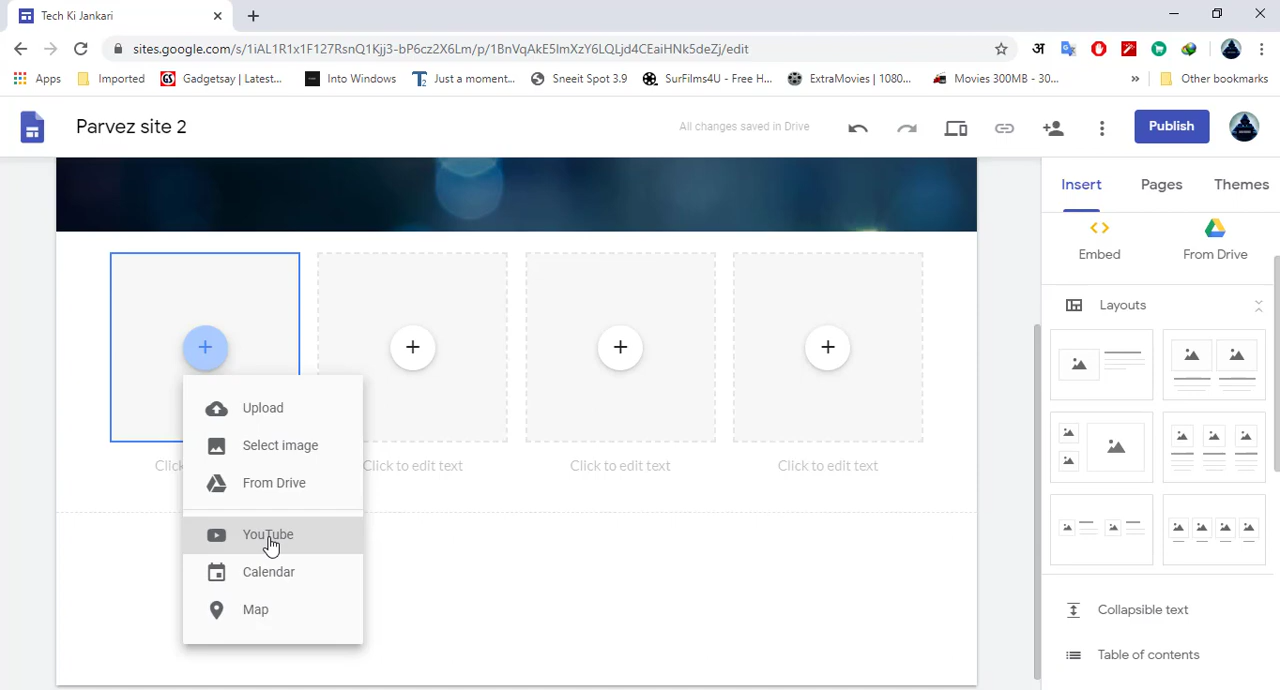 Tech Ki Jankari
sites.google.com/s/1iAL1R1x1F127RsnQ1Kjj3-bP6cz2X6Lm/p/1BnVqAkE5ImXzY6LQLjd4CEaiHNk5deZj/edit
अ
Apps
Imported
GS
Gadgetsay | Latest...
Into Windows
Just a moment...
Sneeit Spot 3.9
SurFilms4U - Free H...
ExtraMovies | 1080...
Movies 300MB - 30...
»
Other bookmarks
Parvez site 2
All changes saved in Drive
Publish
Insert
Pages
Themes
Embed
From Drive
Layouts
Upload
Select image
From Drive
YouTube
Calendar
Map
Click
Click to edit text
Click to edit text
Click to edit text
Collapsible text
Table of contents